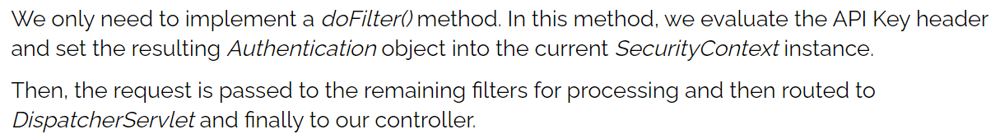 We only need to implement a doFilter() method. In this method, we evaluate the API Key header
and set the resulting Authentication object into the current SecurityContext instance.
Then, the request is passed to the remaining filters for processing and then routed to
DispatcherServlet and finally to our controller.